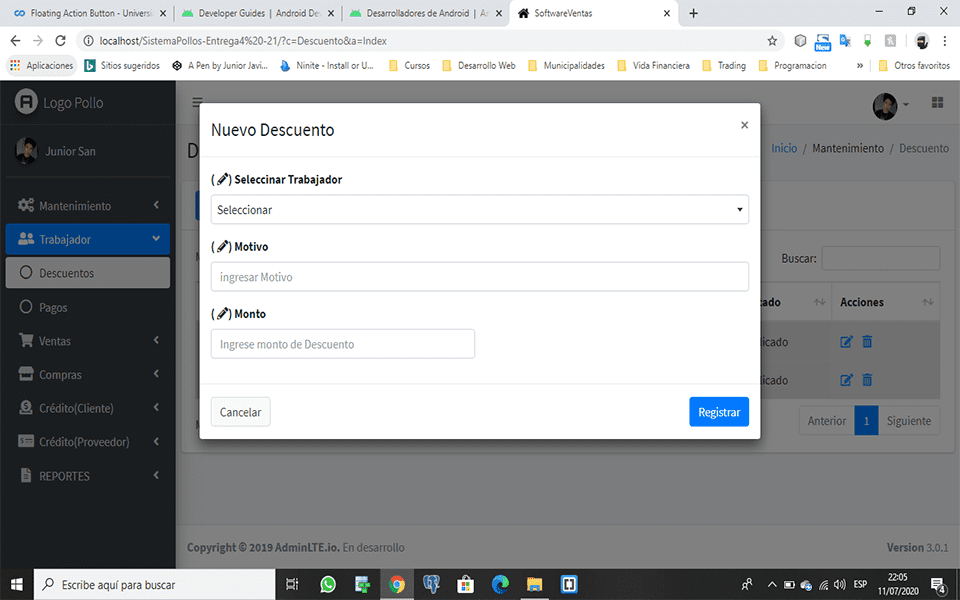 Floating Action Button - Universi
Developer Guides | Android De
Desarrolladores de Android | An
SoftwareVentas
localhost/SistemaPollos-Entrega4%20-21/?c=Descuento&a=Index
New
Aplicaciones
Sitios sugeridos
A Pen by Junior Javi...
Ninite - Install or U...
Cursos
Desarrollo Web
Municipalidades
Vida Financiera
Trading
Programacion
»
Otros favoritos
Logo Pollo
Junior San
Mantenimiento
Trabajador
Descuentos
Pagos
Ventas
Compras
Crédito(Cliente)
Crédito(Proveedor)
REPORTES
D
Inicio / Mantenimiento / Descuento
Nuevo Descuento
×
( ) Seleccinar Trabajador
Seleccionar
( ) Motivo
ingresar Motivo
( ) Monto
Ingrese monto de Descuento
Cancelar
Registrar
Buscar:
ado
Acciones
licado
licado
Anterior
1
Siguiente
Copyright © 2019 AdminLTE.io. En desarrollo
Version 3.0.1
Escribe aquí para buscar
ESP
22:05
11/07/2020
4